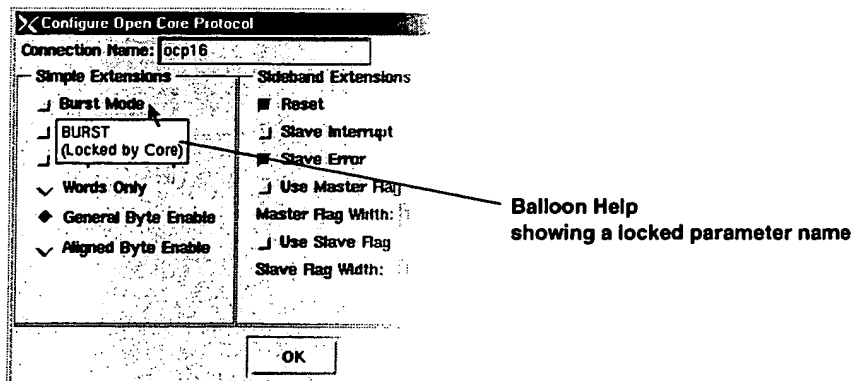 Configure Open Core Protocol
Connection Name: ocp16
Simple Extensions
Burst Mode
BURST
(Locked by Core)
Words Only
General Byte Enable
Aligned Byte Enable
Sideband Extensions
Reset
Slave Interrupt
Slave Error
Use Master Flag
Master Flag Width:
Use Slave Flag
Slave Flag Width:
OK
Balloon Help
showing a locked parameter name